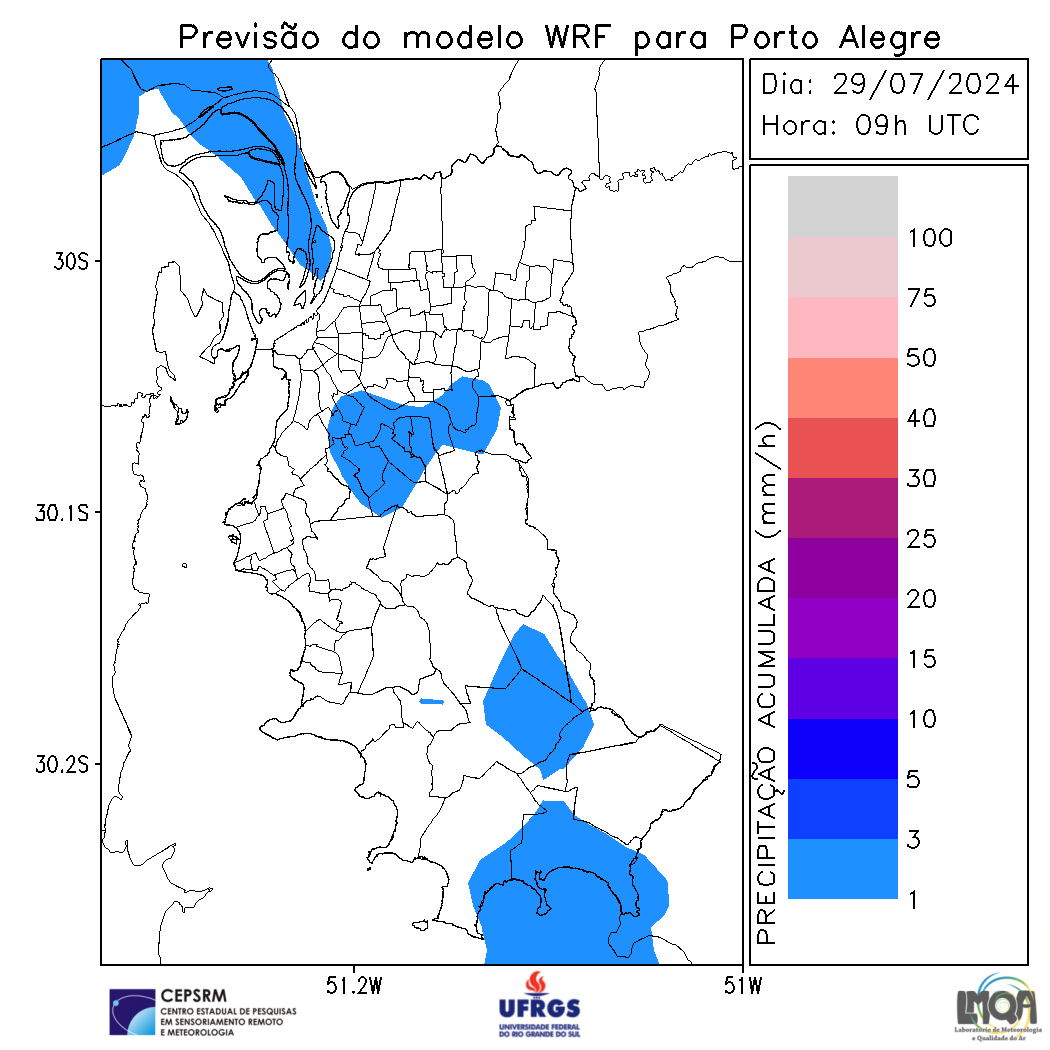 Previsão do modelo WRF para Porto Alegre
Dia: 29/07/2024
Hora: 09h UTC
30S
30.1S
30.2S
51.2W
51W
PRECIPITAÇÃO ACUMULADA (mm/h)
100
75
50
40
30
25
20
15
10
5
3
1
CEPSRM
CENTRO ESTADUAL DE PESQUISAS
EM SENSORIAMENTO REMOTO
E METEOROLOGIA
UFRGS
UNIVERSIDADE FEDERAL
DO RIO GRANDE DO SUL
LMQA
Laboratório de Meteorologia
e Qualidade do Ar